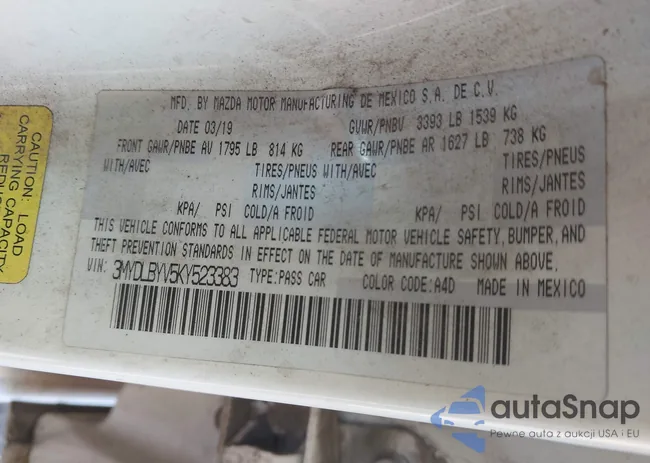 MFD. BY MAZDA MOTOR MANUFACTURING DE MEXICO S.A. DE C.V.
DATE 03/19 GVWR/PNBV 3393 LB 1539 KG
FRONT GAWR/PNBE AV 1795 LB 814 KG REAR GAWR/PNBE AR 1627 LB 738 KG
WITH/AVEC TIRES/PNEUS WITH/AVEC TIRES/PNEUS
RIMS/JANTES RIMS/JANTES
KPA/ PSI COLD/A FROID KPA/ PSI COLD/A FROID
THIS VEHICLE CONFORMS TO ALL APPLICABLE FEDERAL MOTOR VEHICLE SAFETY, BUMPER, AND
THEFT PREVENTION STANDARDS IN EFFECT ON THE DATE OF MANUFACTURE SHOWN ABOVE.
VIN: 3MYDLBYV5KY523383 TYPE:PASS CAR COLOR CODE:A4D MADE IN MEXICO
CAUTION: LOAD
CARRYING CAPACITY
REDUCED
autaSnap
Pewne auta z aukcji USA i EU